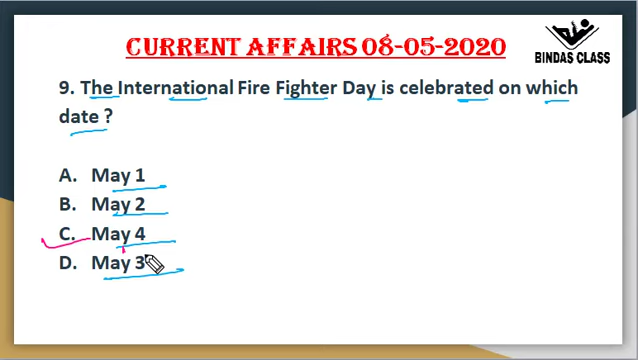 CURRENT AFFAIRS 08-05-2020
BINDAS CLASS
9. The International Fire Fighter Day is celebrated on which
date ?
A. May 1
B. May 2
C. May 4
D. May 3